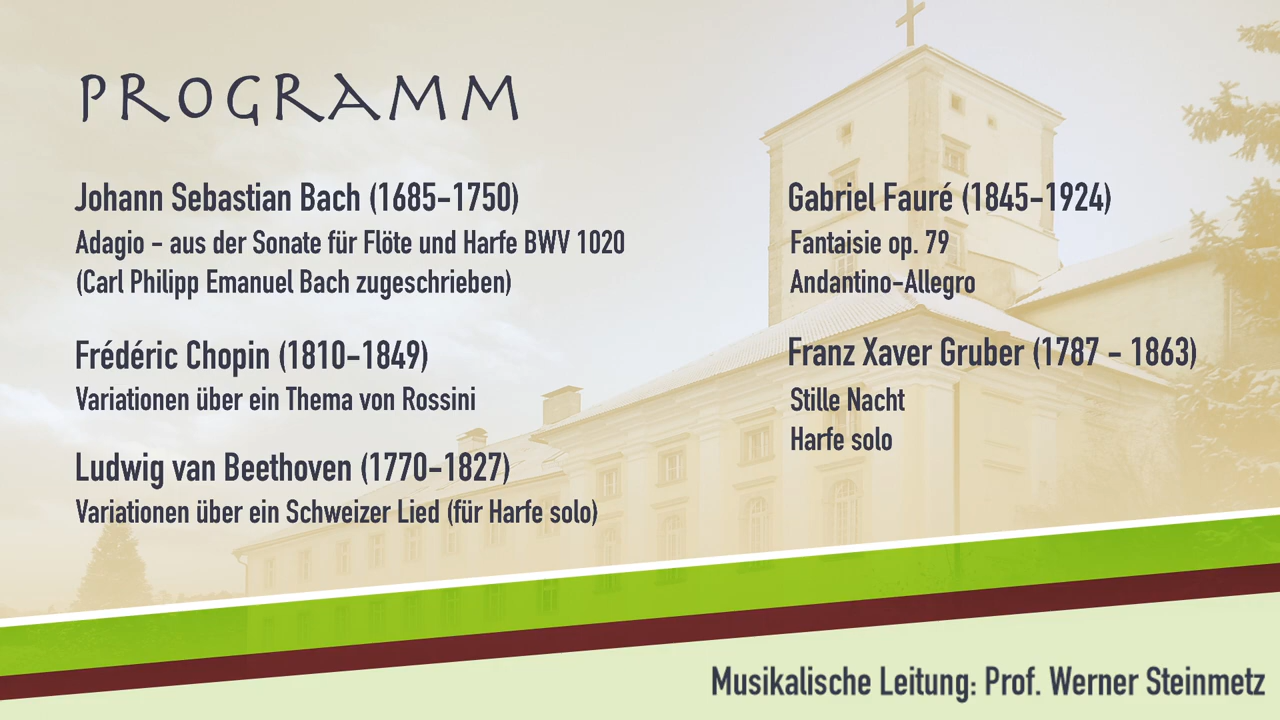 PROGRAMM
Johann Sebastian Bach (1685-1750)
Adagio - aus der Sonate für Flöte und Harfe BWV 1020
(Carl Philipp Emanuel Bach zugeschrieben)
Frédéric Chopin (1810-1849)
Variationen über ein Thema von Rossini
Ludwig van Beethoven (1770-1827)
Variationen über ein Schweizer Lied (für Harfe solo)
Gabriel Fauré (1845-1924)
Fantaisie op. 79
Andantino-Allegro
Franz Xaver Gruber (1787 - 1863)
Stille Nacht
Harfe solo
Musikalische Leitung: Prof. Werner Steinmetz